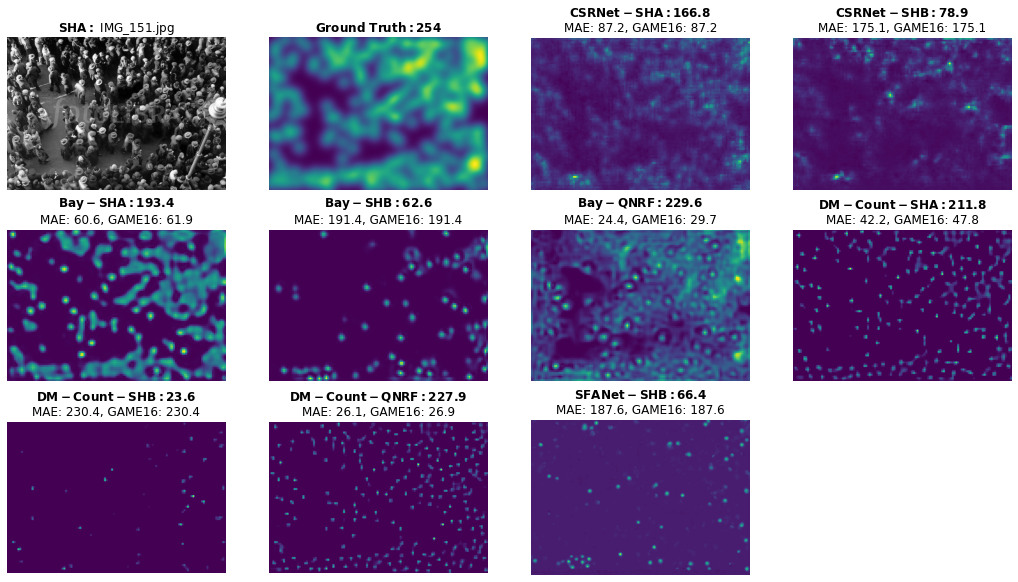 SHA: IMG_151.jpg
Ground Truth: 254
CSRNet − SHA: 166.8
MAE: 87.2, GAME16: 87.2
CSRNet − SHB: 78.9
MAE: 175.1, GAME16: 175.1
Bay − SHA: 193.4
MAE: 60.6, GAME16: 61.9
Bay − SHB: 62.6
MAE: 191.4, GAME16: 191.4
Bay − QNRF: 229.6
MAE: 24.4, GAME16: 29.7
DM − Count − SHA: 211.8
MAE: 42.2, GAME16: 47.8
DM − Count − SHB: 23.6
MAE: 230.4, GAME16: 230.4
DM − Count − QNRF: 227.9
MAE: 26.1, GAME16: 26.9
SFANet − SHB: 66.4
MAE: 187.6, GAME16: 187.6